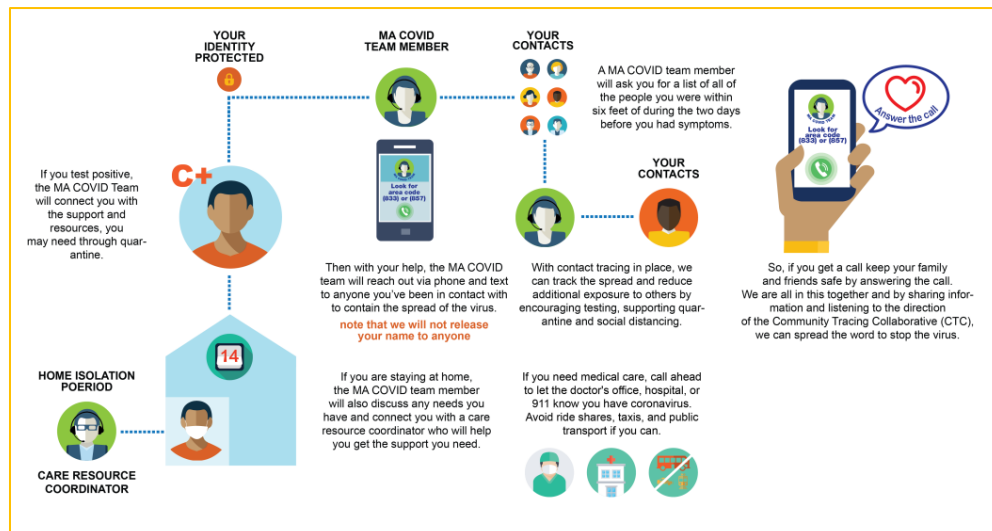 YOUR
IDENTITY
PROTECTED
MA COVID
TEAM MEMBER
YOUR
CONTACTS
A MA COVID team member
will ask you for a list of all of
the people you were within
six feet of during the two days
before you had symptoms.
MA COVID TEAM
Look for
area code
(833) or (857)
Answer the call
If you test positive,
the MA COVID Team
will connect you with
the support and
resources, you
may need through quar-
antine.
C+
MA COVID TEAM
Look for
area code
(833) or (857)
YOUR
CONTACTS
Then with your help, the MA COVID
team will reach out via phone and text
to anyone you've been in contact with
to contain the spread of the virus.
note that we will not release
your name to anyone
With contact tracing in place, we
can track the spread and reduce
additional exposure to others by
encouraging testing, supporting quar-
antine and social distancing.
So, if you get a call keep your family
and friends safe by answering the call.
We are all in this together and by sharing infor-
mation and listening to the direction
of the Community Tracing Collaborative (CTC),
we can spread the word to stop the virus.
14
HOME ISOLATION
POERIOD
CARE RESOURCE
COORDINATOR
If you are staying at home,
the MA COVID team member
will also discuss any needs you
have and connect you with a care
resource coordinator who will help
you get the support you need.
If you need medical care, call ahead
to let the doctor's office, hospital, or
911 know you have coronavirus.
Avoid ride shares, taxis, and public
transport if you can.